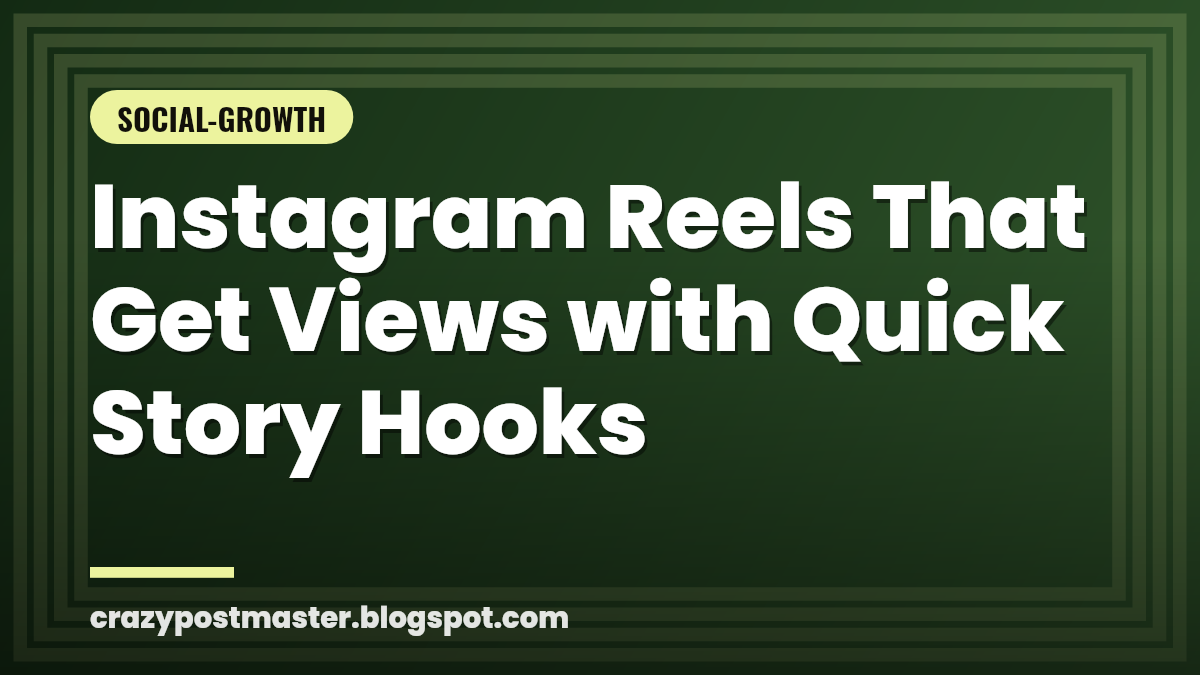 SOCIAL-GROWTH
Instagram Reels That
Get Views with Quick
Story Hooks
crazypostmaster.blogspot.com